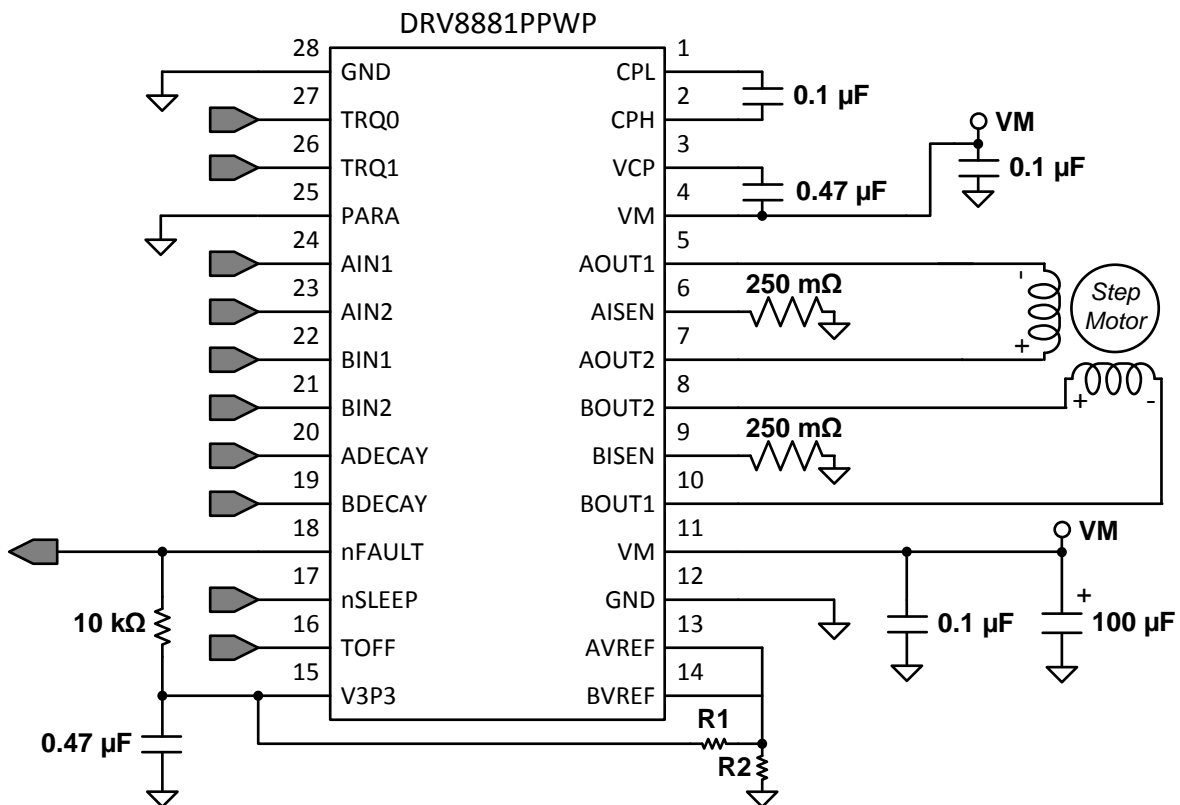 DRV8881PPWP
28
GND
27
TRQ0
26
TRQ1
25
PARA
24
AIN1
23
AIN2
22
BIN1
21
BIN2
20
ADECAY
19
BDECAY
18
nFAULT
17
nSLEEP
16
TOFF
15
V3P3
10 kΩ
0.47 µF
1
CPL
2
CPH
0.1 µF
3
VCP
4
VM
0.47 µF
VM
0.1 µF
5
AOUT1
6
AISEN
250 mΩ
7
AOUT2
-
+
Step
Motor
8
BOUT2
+ -
9
BISEN
250 mΩ
10
BOUT1
11
VM
VM
12
GND
0.1 µF
+
100 µF
13
AVREF
14
BVREF
R1
R2